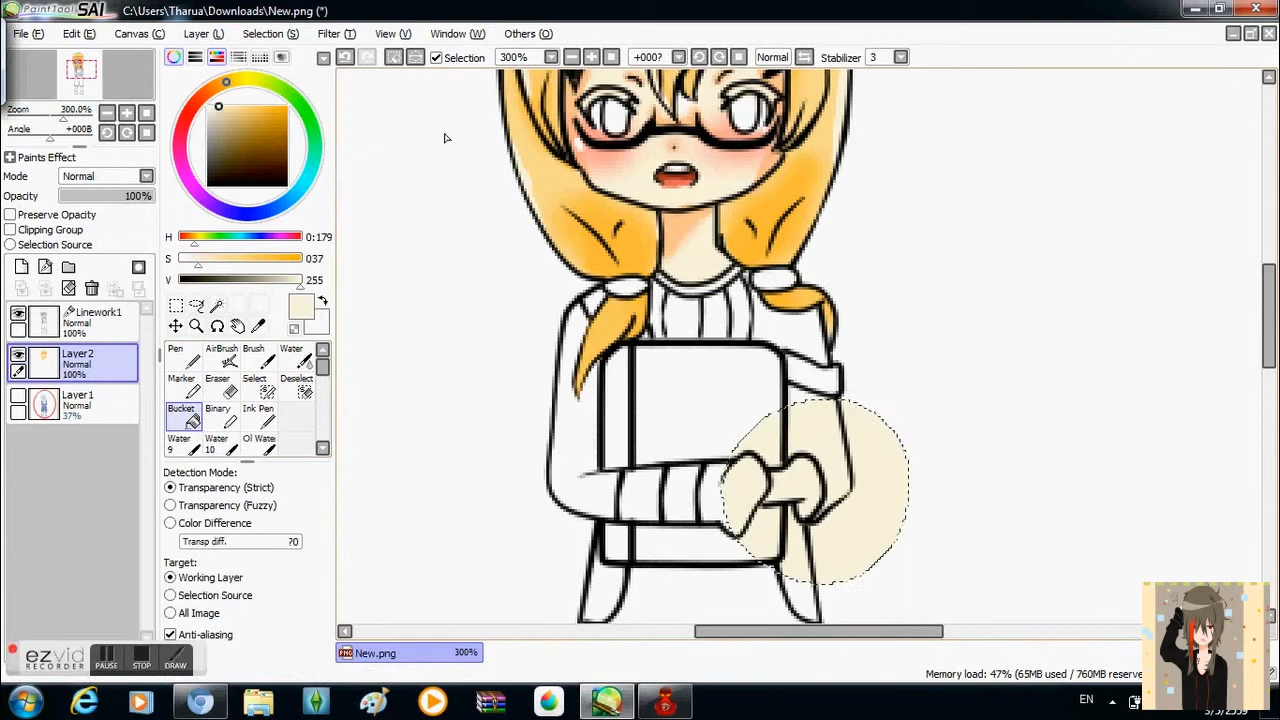 PaintTool SAI C:\Users\Tharua\Downloads\New.png (*)
File (F) Edit (E) Canvas (C) Layer (L) Selection (S) Filter (T) View (V) Window (W) Others (O)
Selection 300% +000? Normal Stabilizer 3
Zoom 300.0%
Angle +000B
Paints Effect
Mode Normal
Opacity 100%
Preserve Opacity
Clipping Group
Selection Source
Linework1
Normal
100%
Layer2
Normal
100%
Layer1
Normal
37%
H 0:179
S 037
V 255
Pen AirBrush Brush Water
Marker Eraser Select Deselect
Bucket Binary Ink Pen
Water 9 Water 10 Ol Wate
Detection Mode:
Transparency (Strict)
Transparency (Fuzzy)
Color Difference
Transp diff. ?0
Target:
Working Layer
Selection Source
All Image
Anti-aliasing
ezvid
RECORDER
PAUSE STOP DRAW
New.png 300%
Memory load: 47% (65MB used / 760MB reserve
EN